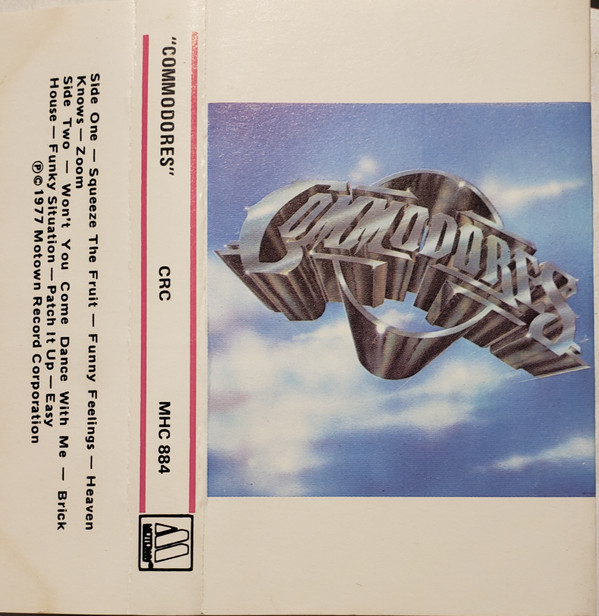 COMMODORES
"COMMODORES"
CRC
MHC 884
M
MOTOWN
Side One — Squeeze The Fruit — Funny Feelings — Heaven
Knows — Zoom
Side Two — Won't You Come Dance With Me — Brick
House — Funky Situation — Patch It Up — Easy
℗©1977 Motown Record Corporation